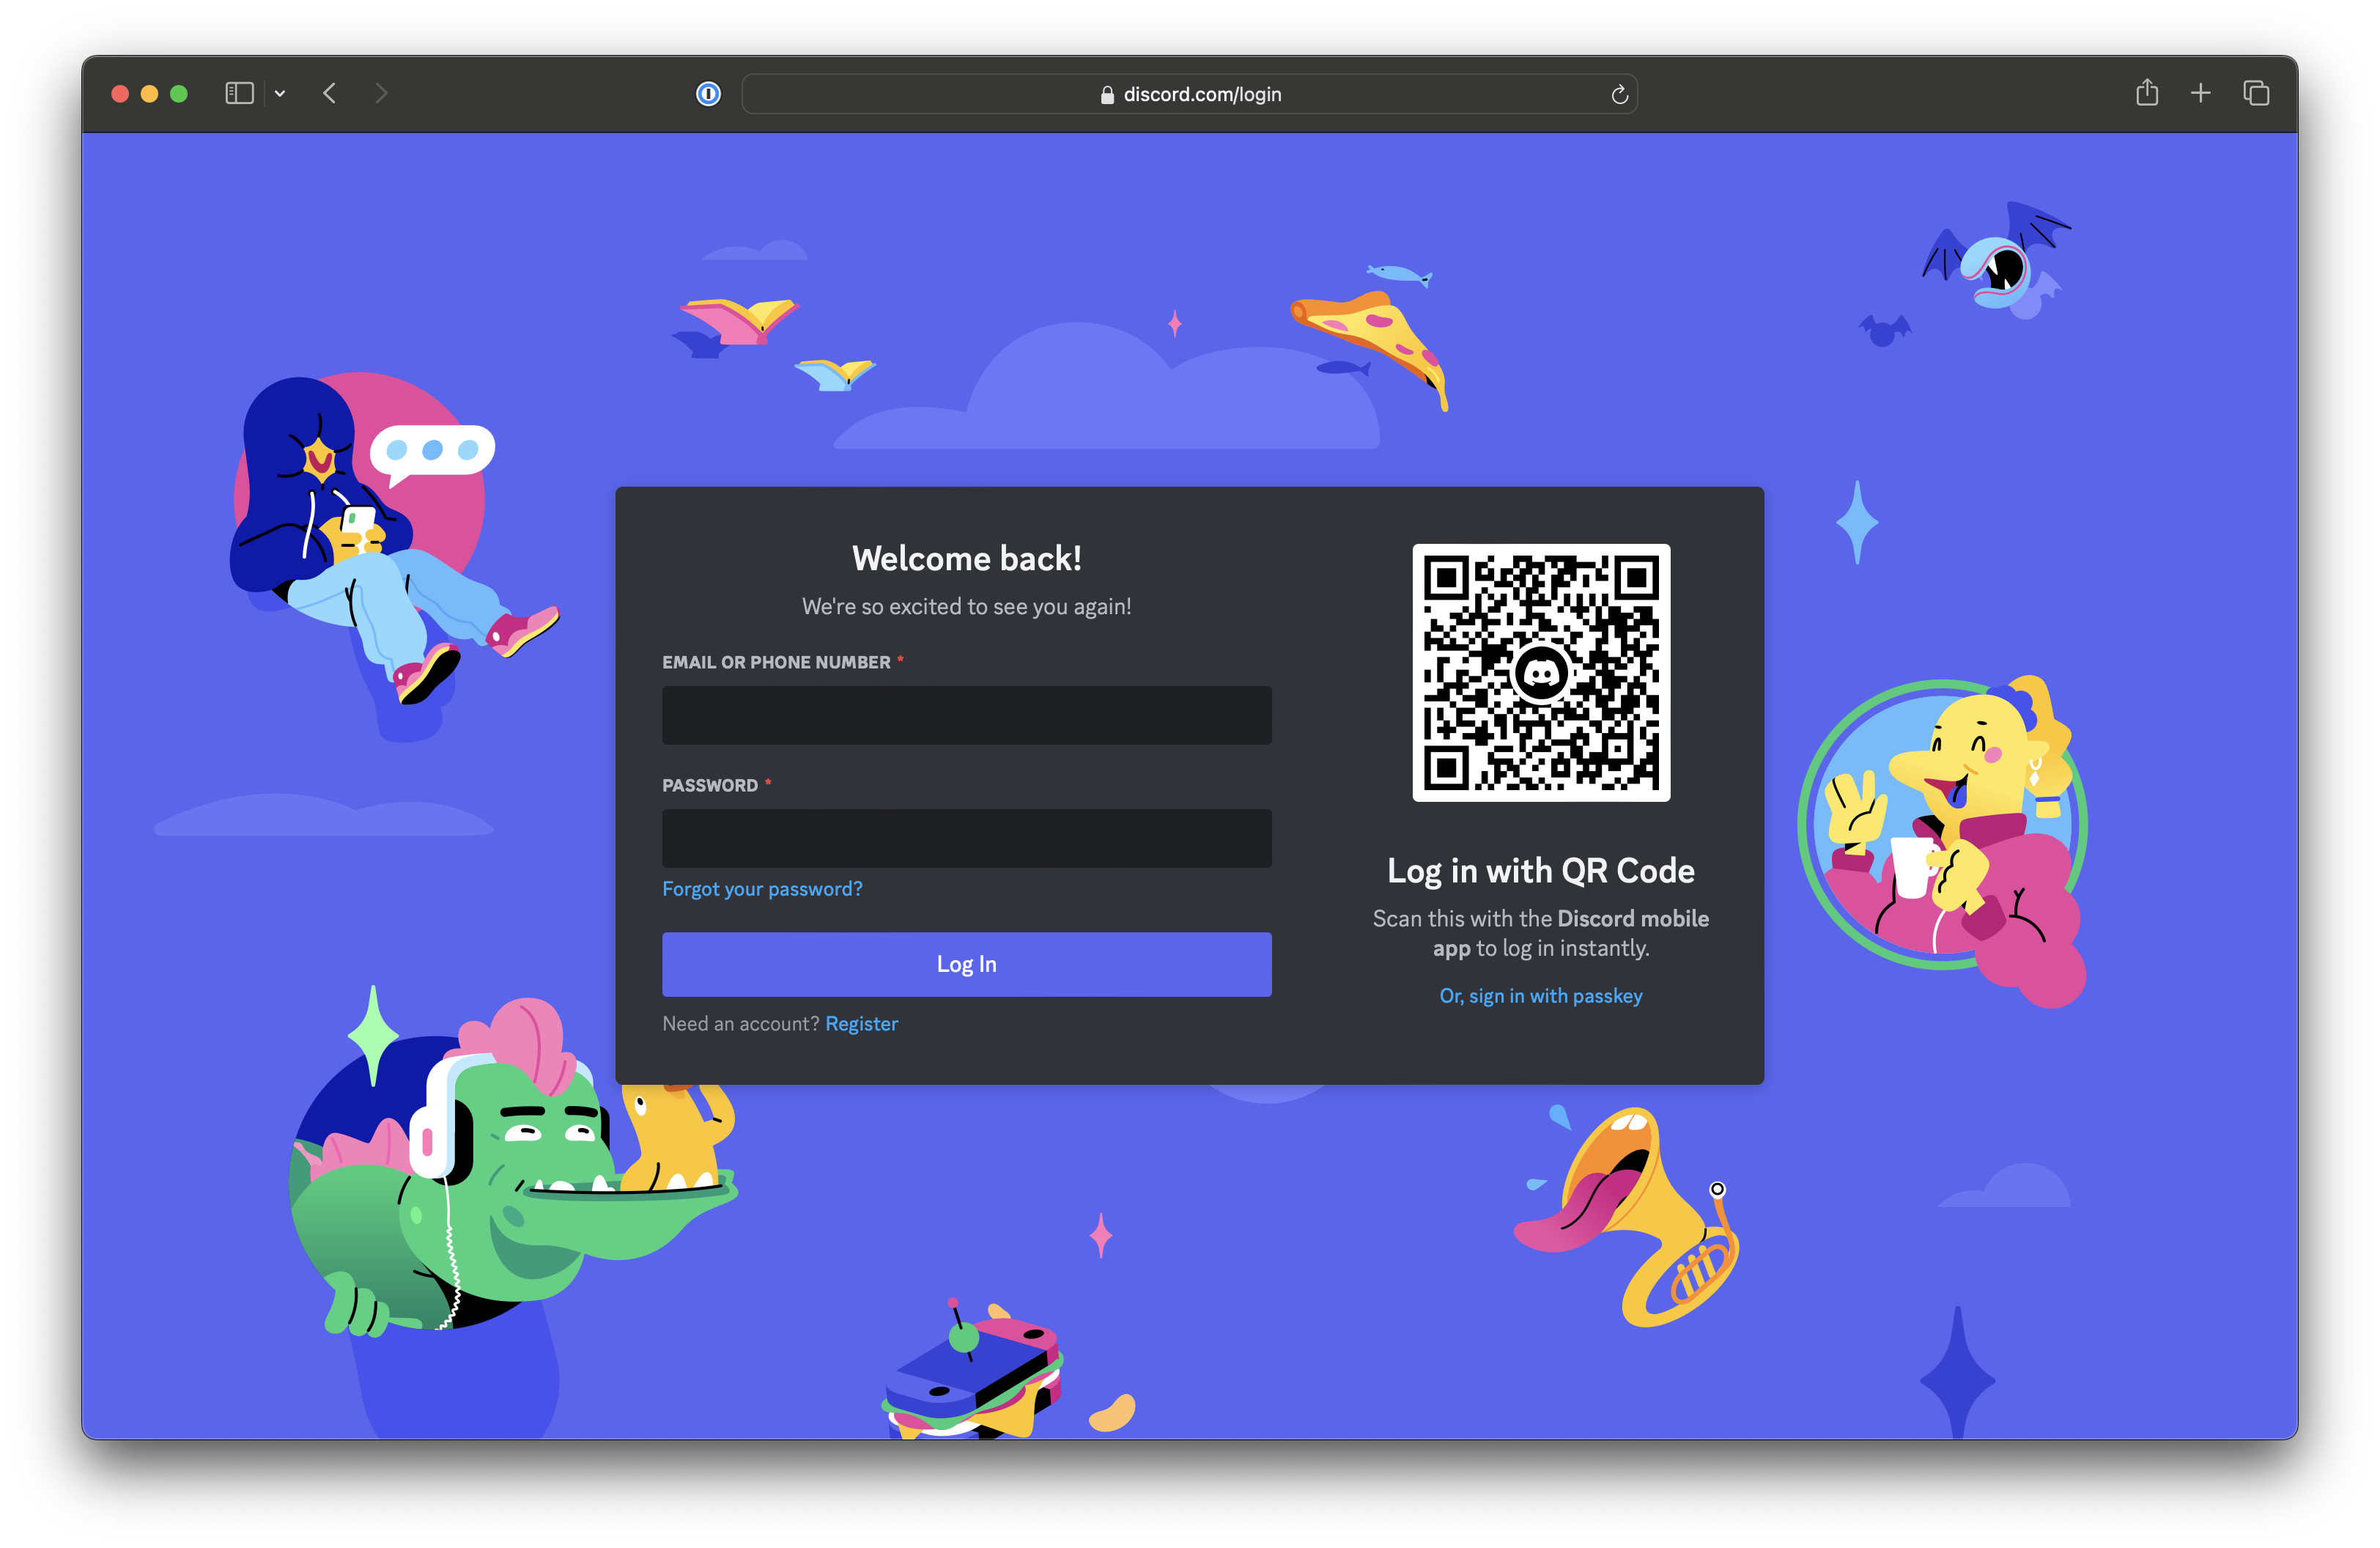 discord.com/login
Welcome back!
We're so excited to see you again!
EMAIL OR PHONE NUMBER *
PASSWORD *
Forgot your password?
Log In
Need an account? Register
Log in with QR Code
Scan this with the Discord mobile
app to log in instantly.
Or, sign in with passkey